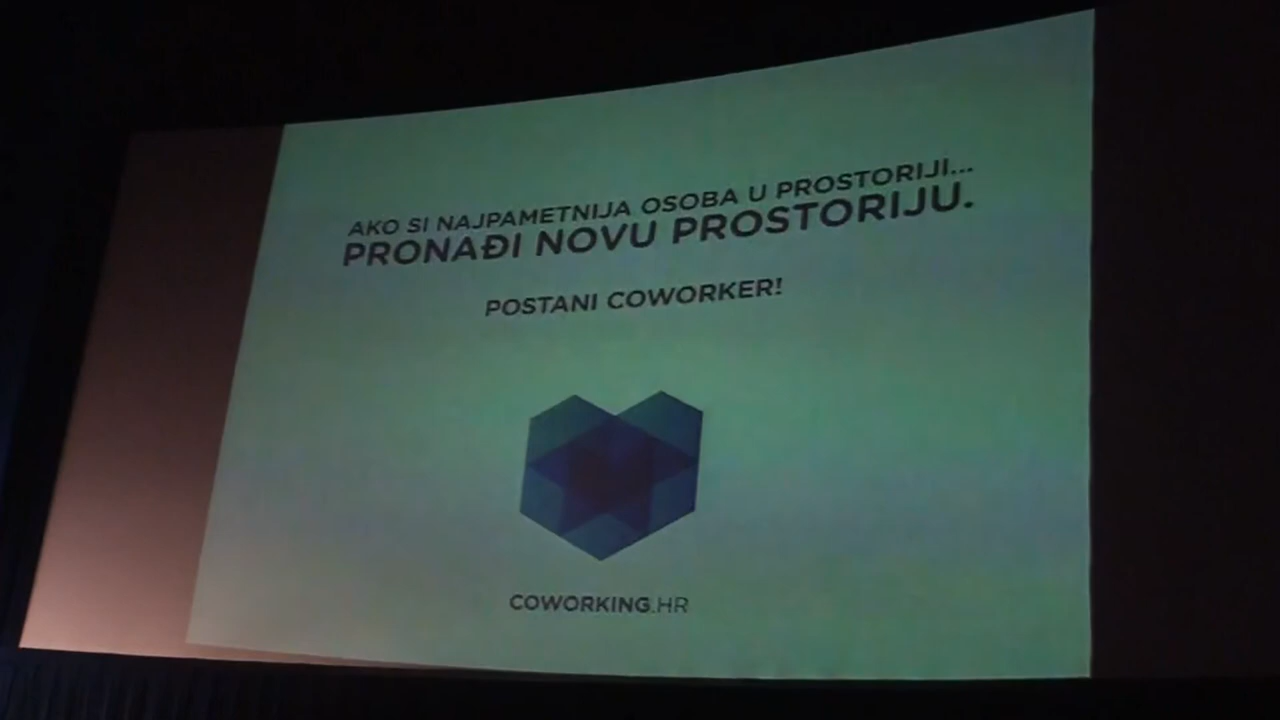 AKO SI NAJPAMETNIJA OSOBA U PROSTORIJI...
PRONAĐI NOVU PROSTORIJU.
POSTANI COWORKER!
COWORKING.HR